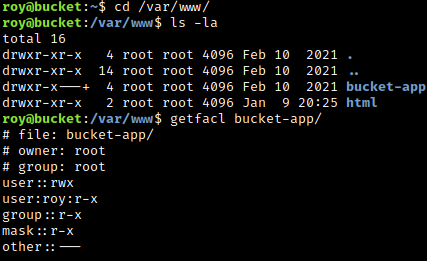 roy@bucket:~$ cd /var/www/
roy@bucket:/var/www$ ls -la
total 16
drwxr-xr-x   4 root root 4096 Feb 10  2021 .
drwxr-xr-x  14 root root 4096 Feb 10  2021 ..
drwxr-x---+  4 root root 4096 Feb 10  2021 bucket-app
drwxr-xr-x   2 root root 4096 Jan  9 20:25 html
roy@bucket:/var/www$ getfacl bucket-app/
# file: bucket-app/
# owner: root
# group: root
user::rwx
user:roy:r-x
group::r-x
mask::r-x
other::---